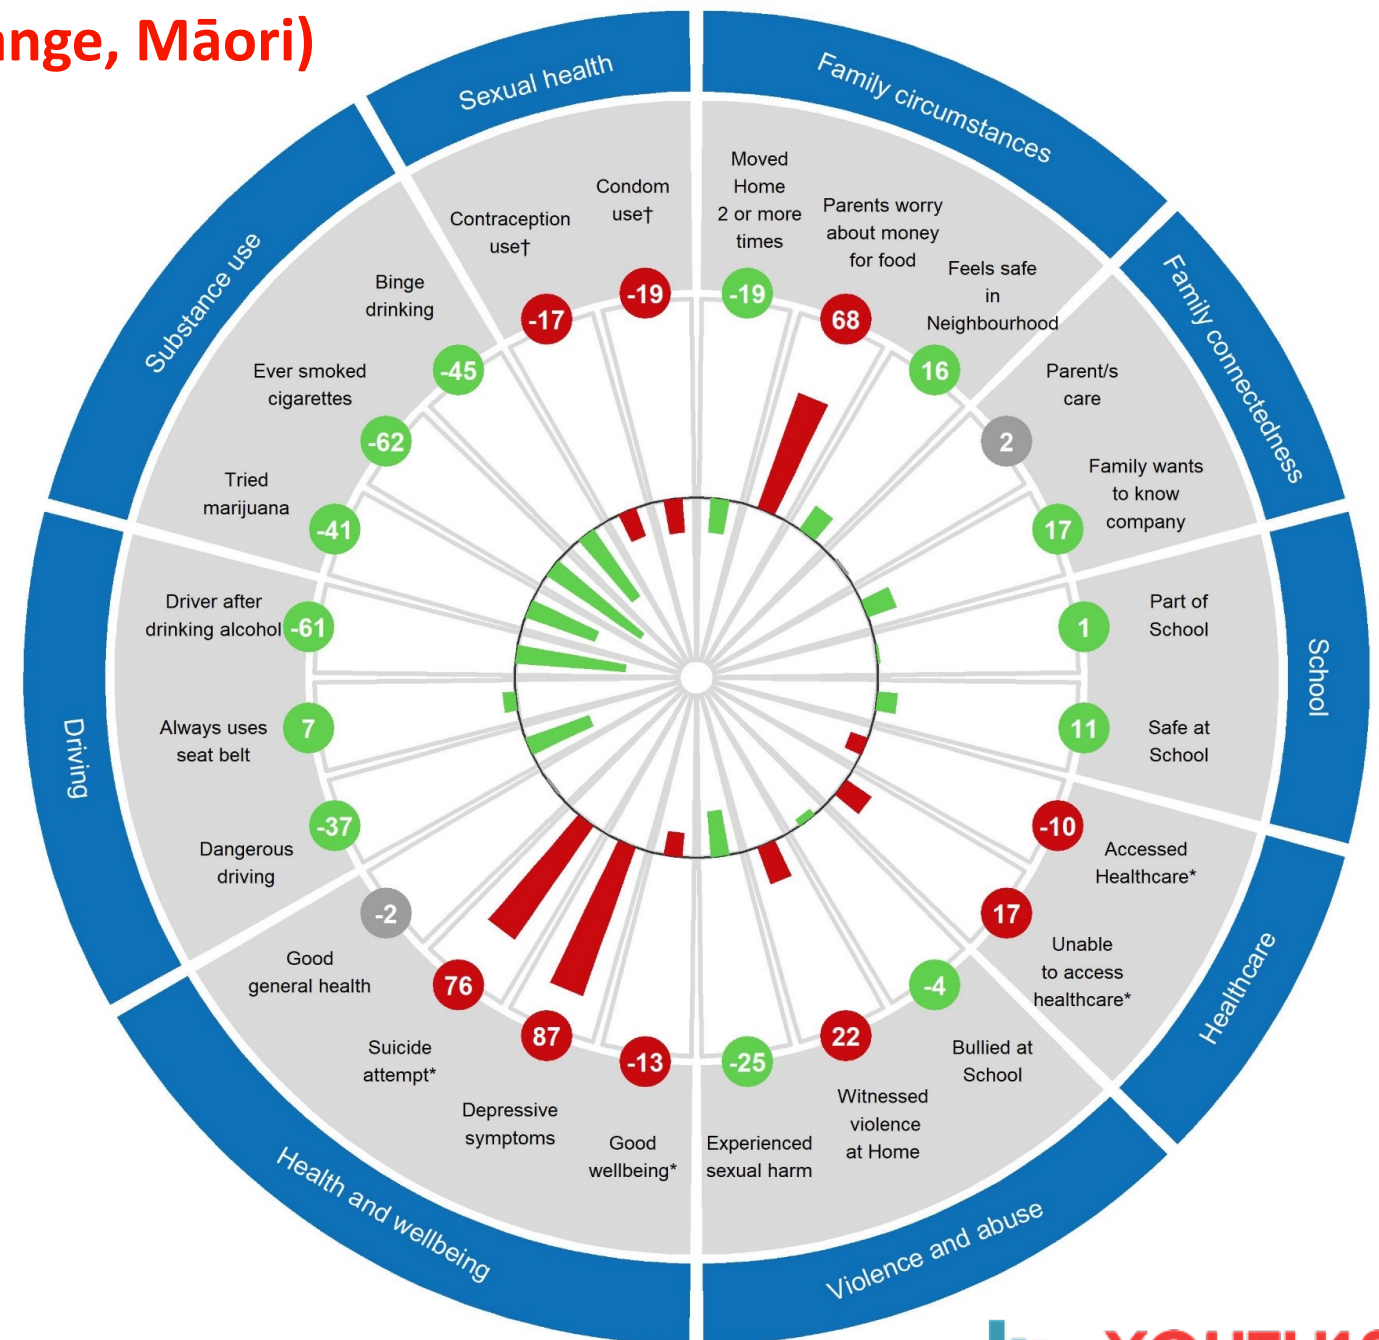 ange, Māori)
Family circumstances
Moved
Home
2 or more
times
-19
Parents worry
about money
for food
68
Feels safe
in
Neighbourhood
16
Family connectedness
Parent/s
care
2
Family wants
to know
company
17
School
Part of
School
1
Safe at
School
11
Healthcare
Accessed
Healthcare*
-10
Unable
to access
healthcare*
17
Violence and abuse
Bullied at
School
-4
Witnessed
violence
at Home
22
Experienced
sexual harm
-25
Health and wellbeing
Good
wellbeing*
-13
Depressive
symptoms
87
Suicide
attempt*
76
Good
general health
-2
Driving
Dangerous
driving
-37
Always uses
seat belt
7
Driver after
drinking alcohol
-61
Substance use
Tried
marijuana
-41
Ever smoked
cigarettes
-62
Binge
drinking
-45
Sexual health
Contraception
use†
-17
Condom
use†
-19